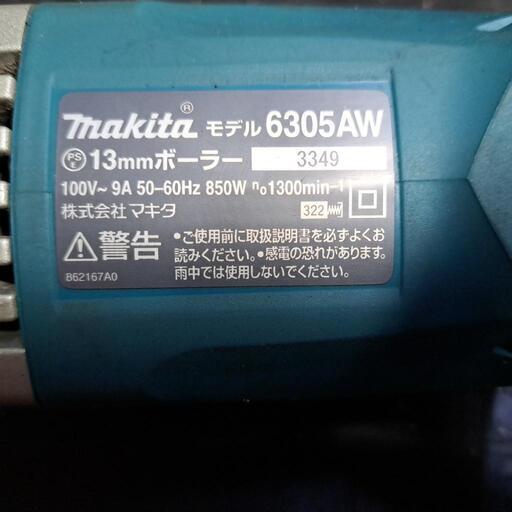 makita® モデル 6305AW
PSE 13mmボーラー 3349
100V~ 9A 50-60Hz 850W n₀1300min-1
株式会社マキタ 322
⚠警告 •ご使用前に取扱説明書を必ずよくお
読みください。•感電の恐れがあります。
雨中では使用しないでください。
862167A0